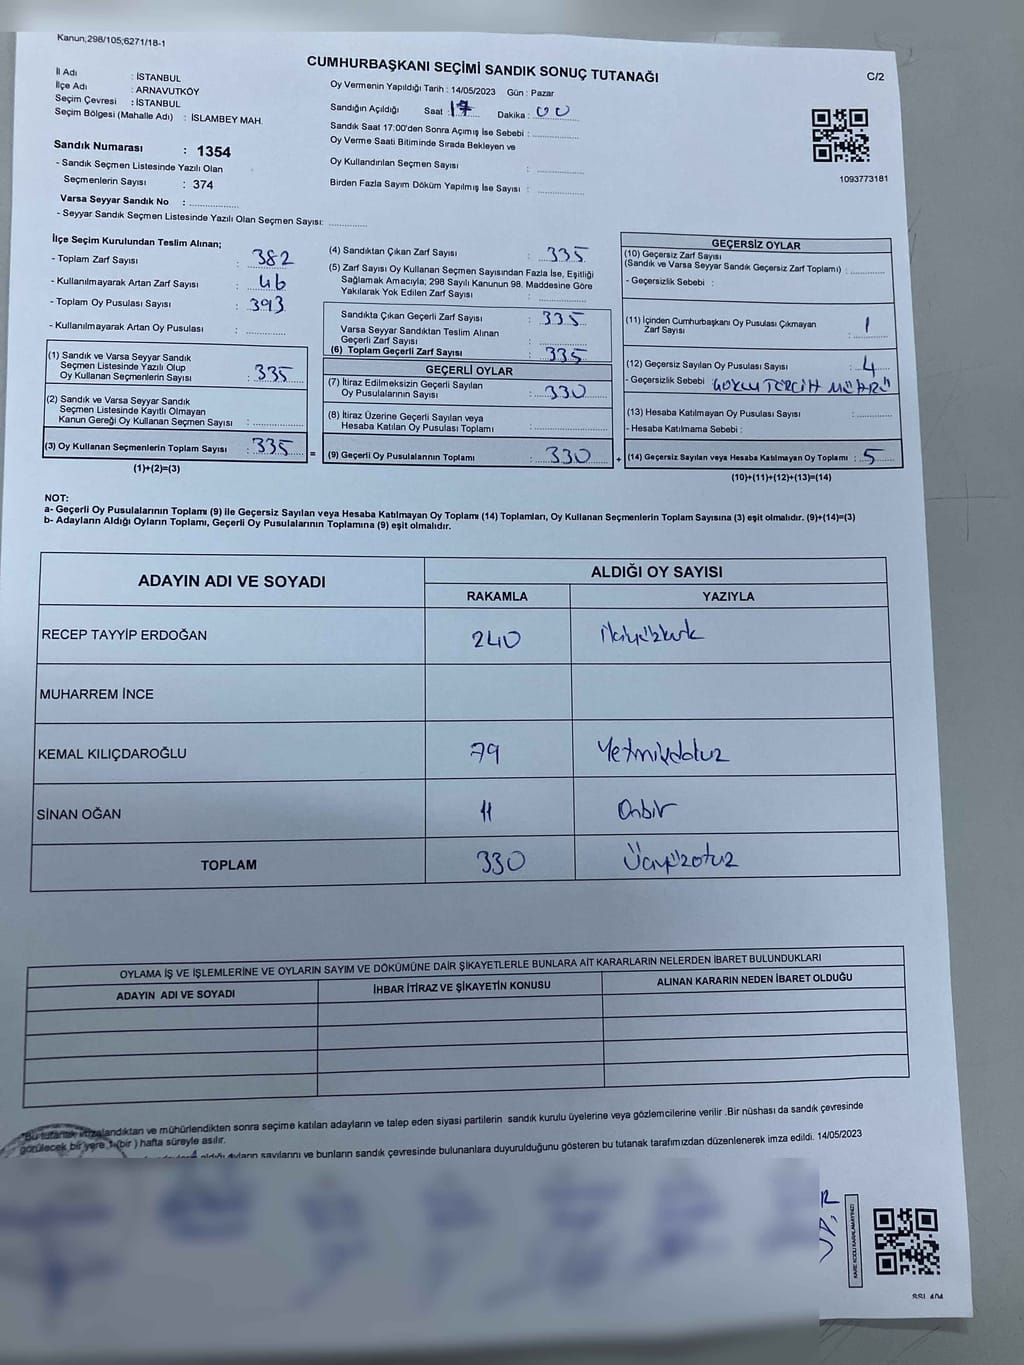 Kanun;298/105;6271/18-1
CUMHURBAŞKANI SEÇİMİ SANDIK SONUÇ TUTANAĞI
C/2
İl Adı : İSTANBUL
İlçe Adı : ARNAVUTKÖY
Seçim Çevresi : İSTANBUL
Seçim Bölgesi (Mahalle Adı) : İSLAMBEY MAH.
Oy Vermenin Yapıldığı Tarih : 14/05/2023 Gün : Pazar
Sandığın Açıldığı Saat : 17 Dakika : 00
Sandık Saat 17:00'den Sonra Açımış İse Sebebi :
Oy Verme Saati Bitiminde Sırada Bekleyen ve
Oy Kullandırılan Seçmen Sayısı :
Birden Fazla Sayım Döküm Yapılmış İse Sayısı :
1093773181
Sandık Numarası : 1354
- Sandık Seçmen Listesinde Yazılı Olan
Seçmenlerin Sayısı : 374
Varsa Seyyar Sandık No :
- Seyyar Sandık Seçmen Listesinde Yazılı Olan Seçmen Sayısı:
İlçe Seçim Kurulundan Teslim Alınan;
- Toplam Zarf Sayısı : 382
- Kullanılmayarak Artan Zarf Sayısı : 46
- Toplam Oy Pusulası Sayısı : 393
- Kullanılmayarak Artan Oy Pusulası :
(1) Sandık ve Varsa Seyyar Sandık
Seçmen Listesinde Yazılı Olup
Oy Kullanan Seçmenlerin Sayısı : 335
(2) Sandık ve Varsa Seyyar Sandık
Seçmen Listesinde Kayıtlı Olmayan
Kanun Gereği Oy Kullanan Seçmen Sayısı :
(3) Oy Kullanan Seçmenlerin Toplam Sayısı : 335 =
(1)+(2)=(3)
(4) Sandıktan Çıkan Zarf Sayısı : 335
(5) Zarf Sayısı Oy Kullanan Seçmen Sayısından Fazla İse, Eşitliği
Sağlamak Amacıyla; 298 Sayılı Kanunun 98. Maddesine Göre
Yakılarak Yok Edilen Zarf Sayısı :
Sandıkta Çıkan Geçerli Zarf Sayısı : 335
Varsa Seyyar Sandıktan Teslim Alınan
Geçerli Zarf Sayısı :
(6) Toplam Geçerli Zarf Sayısı : 335
GEÇERLİ OYLAR
(7) İtiraz Edilmeksizin Geçerli Sayılan
Oy Pusulalarının Sayısı : 330
(8) İtiraz Üzerine Geçerli Sayılan veya
Hesaba Katılan Oy Pusulası Toplamı :
(9) Geçerli Oy Pusulalarının Toplamı : 330 +
GEÇERSİZ OYLAR
(10) Geçersiz Zarf Sayısı
(Sandık ve Varsa Seyyar Sandık Geçersiz Zarf Toplamı) :
- Geçersizlik Sebebi :
(11) İçinden Cumhurbaşkanı Oy Pusulası Çıkmayan
Zarf Sayısı : 1
(12) Geçersiz Sayılan Oy Pusulası Sayısı : 4
- Geçersizlik Sebebi : TERCİH
(13) Hesaba Katılmayan Oy Pusulası Sayısı :
- Hesaba Katılmama Sebebi :
(14) Geçersiz Sayılan veya Hesaba Katılmayan Oy Toplamı : 5
(10)+(11)+(12)+(13)=(14)
NOT:
a- Geçerli Oy Pusulalarının Toplamı (9) ile Geçersiz Sayılan veya Hesaba Katılmayan Oy Toplamı (14) Toplamları, Oy Kullanan Seçmenlerin Toplam Sayısına (3) eşit olmalıdır. (9)+(14)=(3)
b- Adayların Aldığı Oyların Toplamı, Geçerli Oy Pusulalarının Toplamına (9) eşit olmalıdır.
ADAYIN ADI VE SOYADI
ALDIĞI OY SAYISI
RAKAMLA YAZIYLA
RECEP TAYYİP ERDOĞAN 240 ikiyüzkırk
MUHARREM İNCE
KEMAL KILIÇDAROĞLU 79 Yetmişdokuz
SİNAN OĞAN 11 Onbir
TOPLAM 330 Üçyüzotuz
OYLAMA İŞ VE İŞLEMLERİNE VE OYLARIN SAYIM VE DÖKÜMÜNE DAİR ŞİKAYETLERLE BUNLARA AİT KARARLARIN NELERDEN İBARET BULUNDUKLARI
ADAYIN ADI VE SOYADI İHBAR İTİRAZ VE ŞİKAYETİN KONUSU ALINAN KARARIN NEDEN İBARET OLDUĞU
"Bu tutanak imzalandıktan ve mühürlendikten sonra seçime katılan adayların ve talep eden siyasi partilerin sandık kurulu üyelerine veya gözlemcilerine verilir .Bir nüshası da sandık çevresinde
görülecek bir yere 1 (bir ) hafta süreyle asılır.
aldığı oyların sayılarını ve bunların sandık çevresinde bulunanlara duyurulduğunu gösteren bu tutanak tarafımızdan düzenlenerek imza edildi. 14/05/2023
KARE KODU KARALAMAYINIZ!